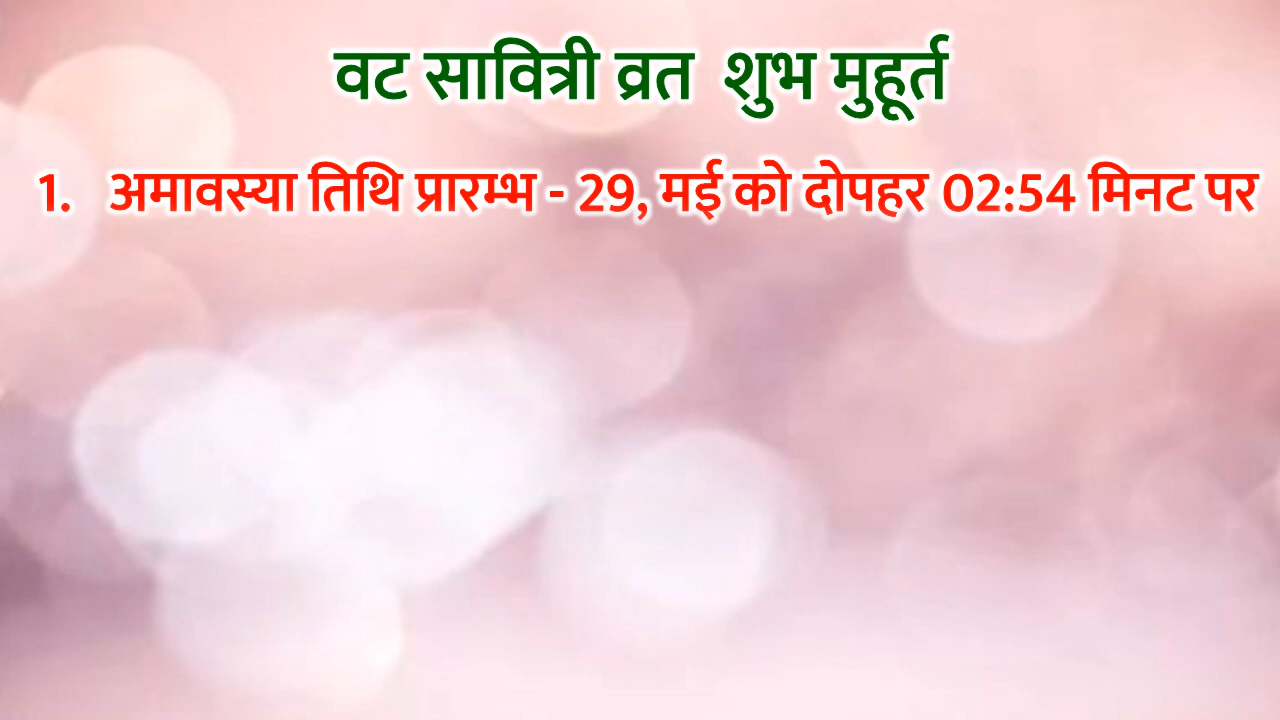 वट सावित्री व्रत शुभ मुहूर्त
1. अमावस्या तिथि प्रारम्भ - 29, मई को दोपहर 02:54 मिनट पर